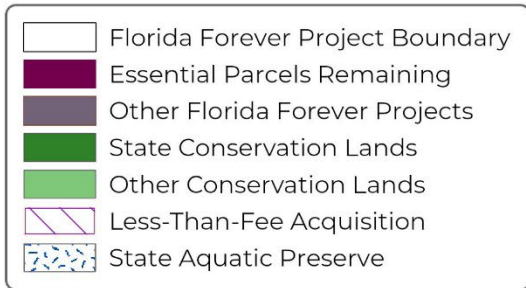 Florida Forever Project Boundary
Essential Parcels Remaining
Other Florida Forever Projects
State Conservation Lands
Other Conservation Lands
Less-Than-Fee Acquisition
State Aquatic Preserve